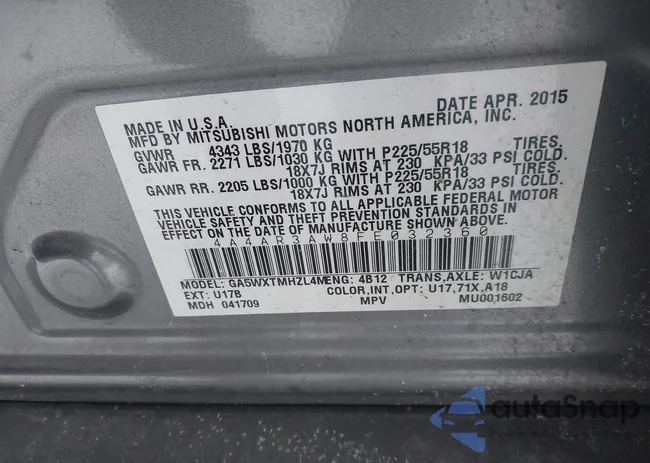 MADE IN U.S.A. DATE APR. 2015
MFD BY MITSUBISHI MOTORS NORTH AMERICA, INC.
GVWR 4343 LBS/1970 KG
GAWR FR. 2271 LBS/1030 KG WITH P225/55R18 TIRES,
18X7J RIMS AT 230 KPA/33 PSI COLD.
GAWR RR. 2205 LBS/1000 KG WITH P225/55R18 TIRES,
18X7J RIMS AT 230 KPA/33 PSI COLD.
THIS VEHICLE CONFORMS TO ALL APPLICABLE FEDERAL MOTOR
VEHICLE SAFETY AND THEFT PREVENTION STANDARDS IN
EFFECT ON THE DATE OF MANUFACTURE SHOWN ABOVE.
4A4AR3AW8FE032360
MODEL: GA5WXTMHZL4M ENG: 4B12 TRANS,AXLE: W1CJA
EXT: U17B COLOR,INT,OPT: U17,71X,A18
MDH 041709 MPV MU001602
autoSnap